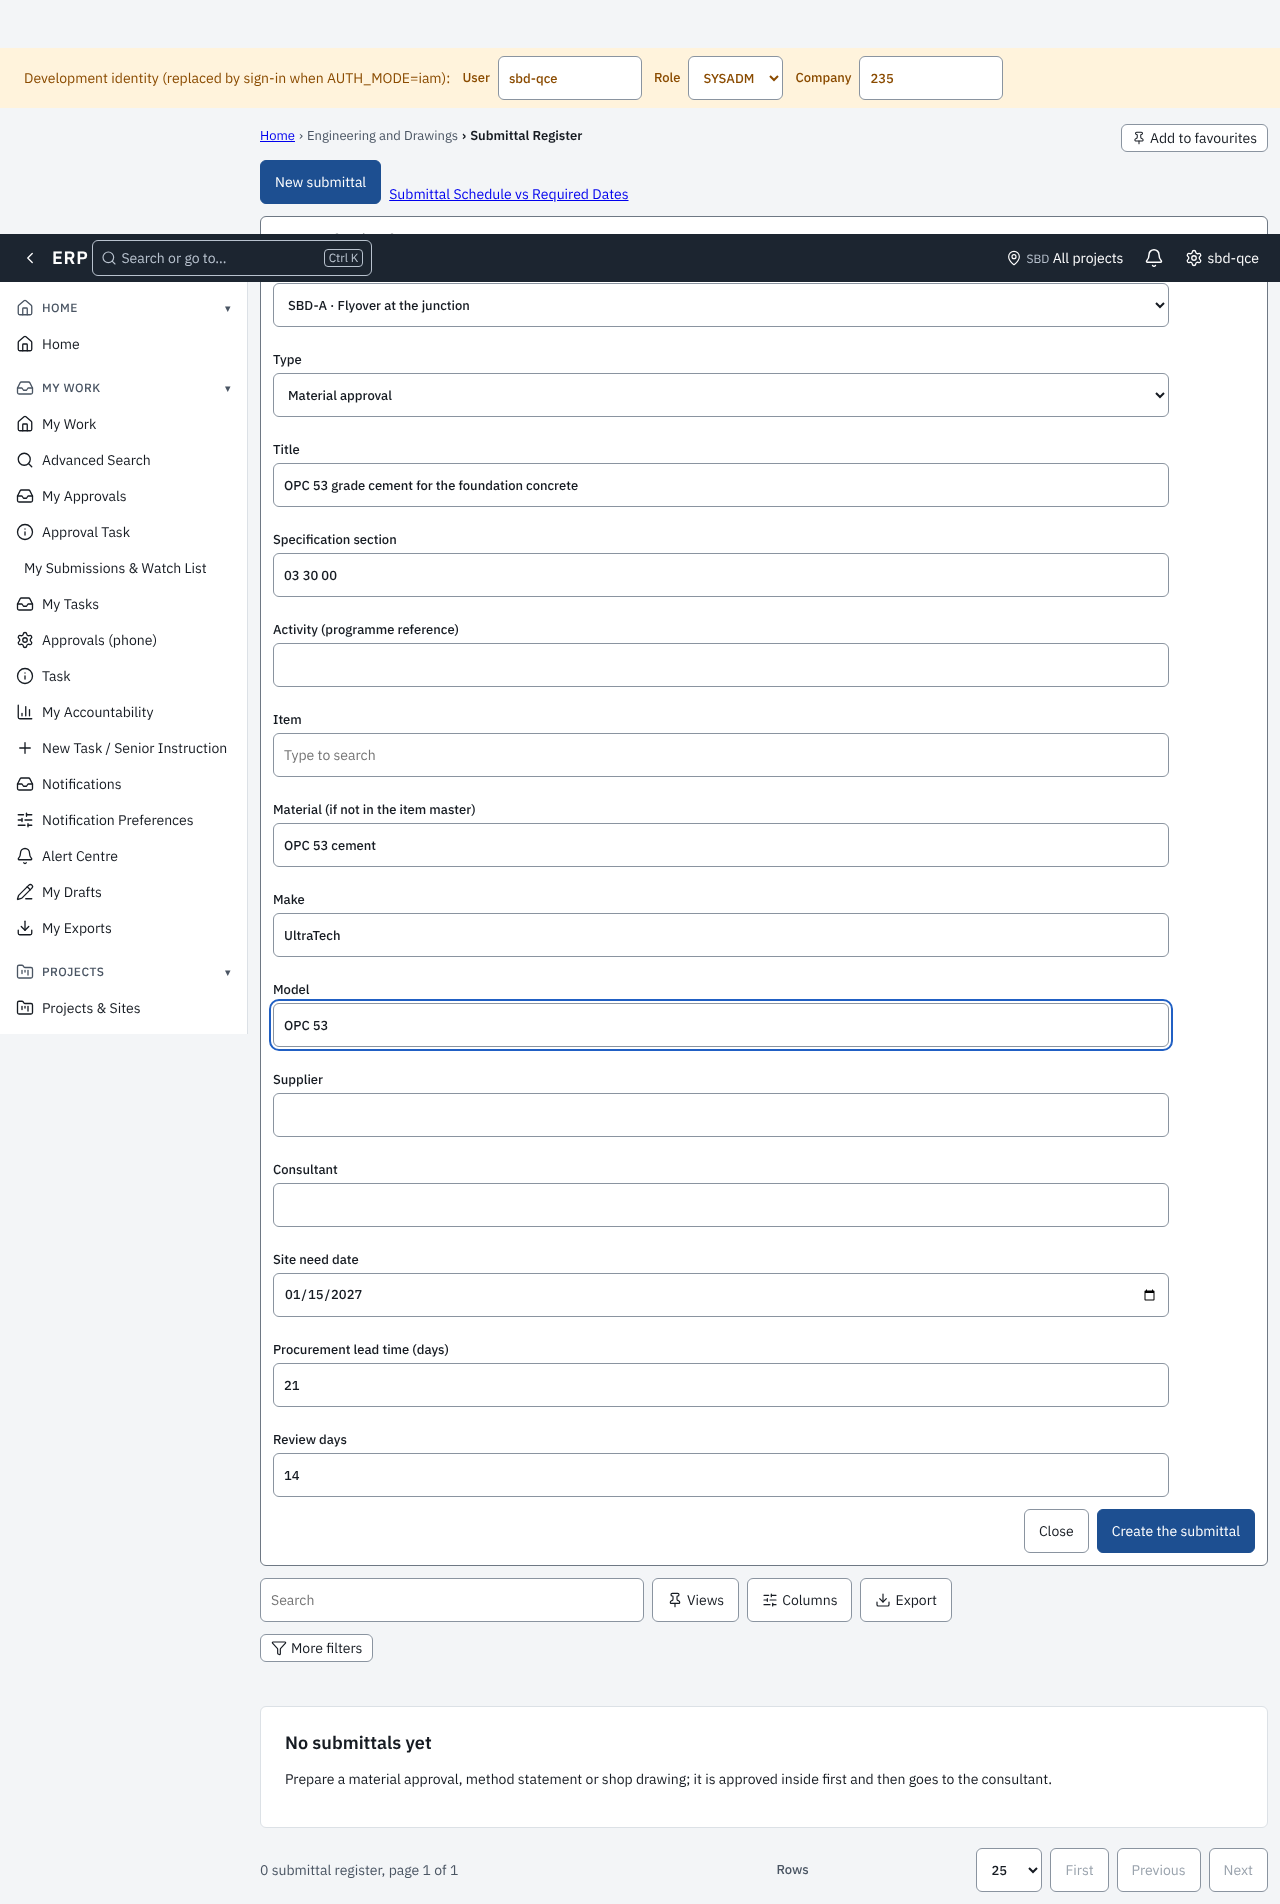 Development identity (replaced by sign-in when AUTH_MODE=iam): User sbd-qce Role SYSADM Company 235
Home › Engineering and Drawings › Submittal Register
Add to favourites
New submittal
Submittal Schedule vs Required Dates
ERP
Search or go to...
Ctrl K
SBD All projects
sbd-qce
HOME
Home
MY WORK
My Work
Advanced Search
My Approvals
Approval Task
My Submissions & Watch List
My Tasks
Approvals (phone)
Task
My Accountability
New Task / Senior Instruction
Notifications
Notification Preferences
Alert Centre
My Drafts
My Exports
PROJECTS
Projects & Sites
SBD-A · Flyover at the junction
Type
Material approval
Title
OPC 53 grade cement for the foundation concrete
Specification section
03 30 00
Activity (programme reference)
Item
Type to search
Material (if not in the item master)
OPC 53 cement
Make
UltraTech
Model
OPC 53
Supplier
Consultant
Site need date
01/15/2027
Procurement lead time (days)
21
Review days
14
Close
Create the submittal
Search
Views
Columns
Export
More filters
No submittals yet
Prepare a material approval, method statement or shop drawing; it is approved inside first and then goes to the consultant.
0 submittal register, page 1 of 1
Rows
25
First
Previous
Next